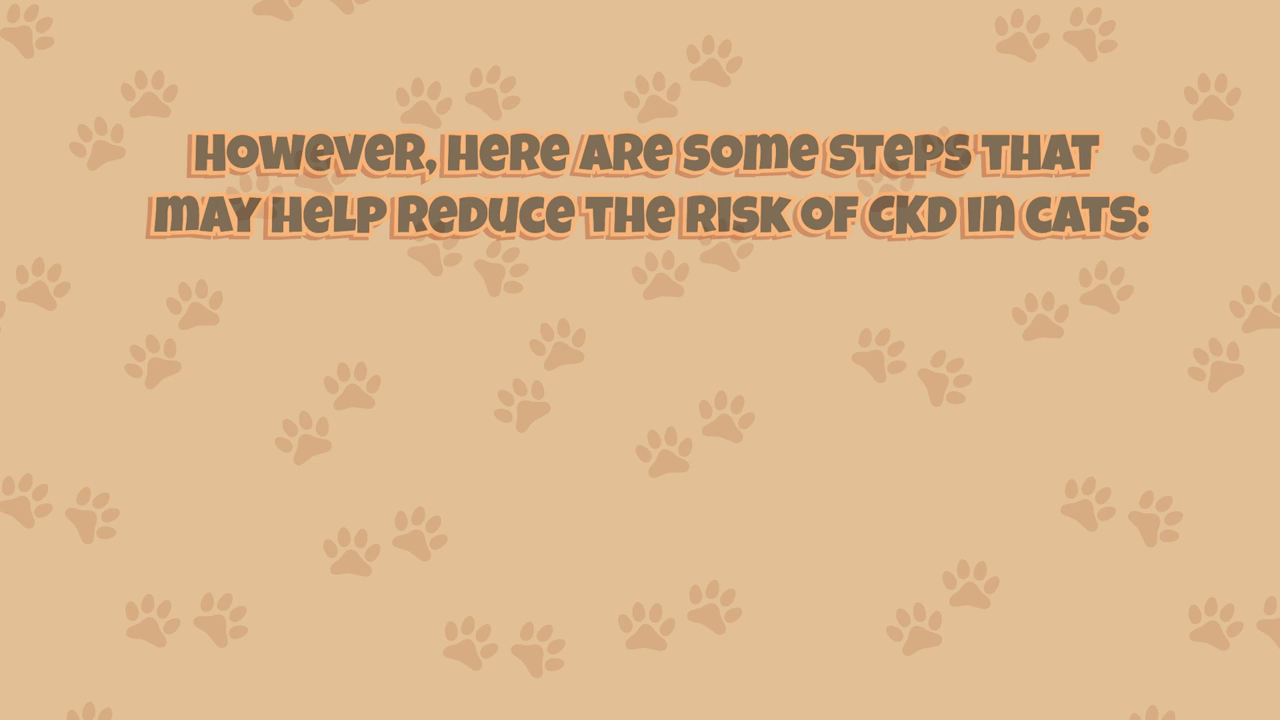 However, here are some steps that
may help reduce the risk of CKD in cats: